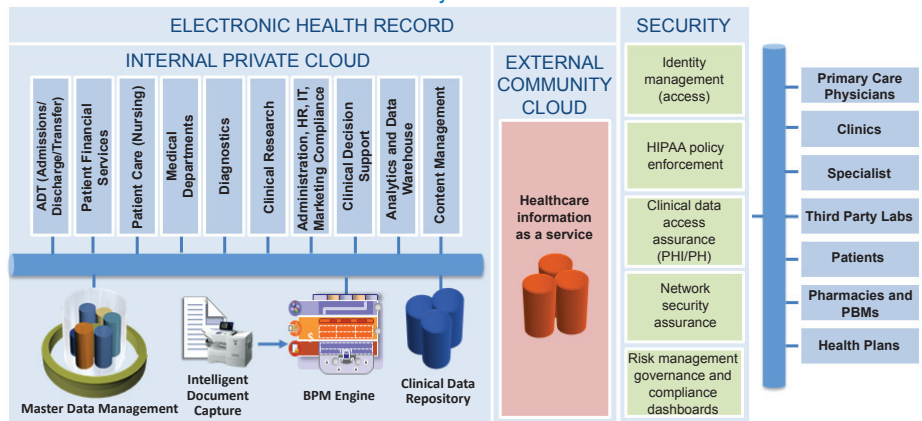 ELECTRONIC HEALTH RECORD
INTERNAL PRIVATE CLOUD
ADT (Admissions/
Discharge/Transfer)
Patient Financial
Services
Patient Care (Nursing)
Medical
Departments
Diagnostics
Clinical Research
Administration, HR, IT,
Marketing Compliance
Clinical Decision
Support
Analytics and Data
Warehouse
Content Management
Master Data Management
Intelligent
Document
Capture
BPM Engine
Clinical Data
Repository
EXTERNAL
COMMUNITY
CLOUD
Healthcare
information
as a service
SECURITY
Identity
management
(access)
HIPAA policy
enforcement
Clinical data
access
assurance
(PHI/PH)
Network
security
assurance
Risk management
governance and
compliance
dashboards
Primary Care
Physicians
Clinics
Specialist
Third Party Labs
Patients
Pharmacies and
PBMs
Health Plans